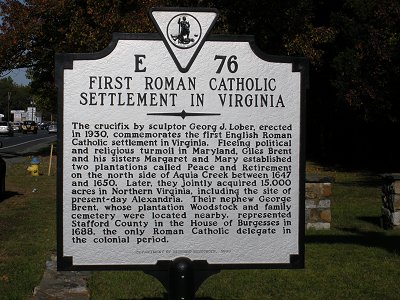 E 76
FIRST ROMAN CATHOLIC
SETTLEMENT IN VIRGINIA
The crucifix by sculptor Georg J. Lober, erected
in 1930, commemorates the first English Roman
Catholic settlement in Virginia. Fleeing political
and religious turmoil in Maryland, Giles Brent
and his sisters Margaret and Mary established
two plantations called Peace and Retirement
on the north side of Aquia Creek between 1647
and 1650. Later, they jointly acquired 15,000
acres in Northern Virginia, including the site of
present-day Alexandria. Their nephew George
Brent, whose plantation Woodstock and family
cemetery were located nearby, represented
Stafford County in the House of Burgesses in
1688, the only Roman Catholic delegate in
the colonial period.
DEPARTMENT OF HISTORIC RESOURCES,